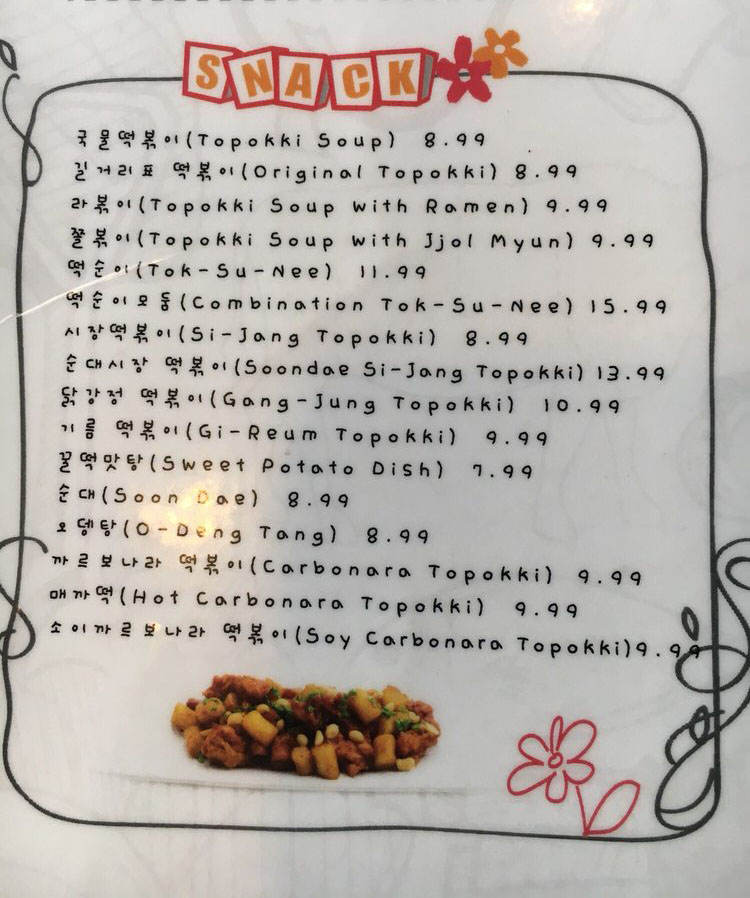 SNACK
국물떡볶이(Topokki Soup) 8.99
길거리표 떡볶이(Original Topokki) 8.99
라볶이(Topokki Soup with Ramen) 9.99
쫄볶이(Topokki Soup with Jjol Myun) 9.99
떡순이(Tok-Su-Nee) 11.99
떡순이모둠(Combination Tok-Su-Nee) 15.99
시장떡볶이(Si-Jang Topokki) 8.99
순대시장 떡볶이(Soondae Si-Jang Topokki) 13.99
닭강정 떡볶이(Gang-Jung Topokki) 10.99
기름 떡볶이(Gi-Reum Topokki) 9.99
꿀떡맛탕(Sweet Potato Dish) 7.99
순대(Soon Dae) 8.99
오뎅탕(O-Deng Tang) 8.99
까르보나라 떡볶이(Carbonara Topokki) 9.99
매까떡(Hot Carbonara Topokki) 9.99
소이까르보나라 떡볶이(Soy Carbonara Topokki)9.99